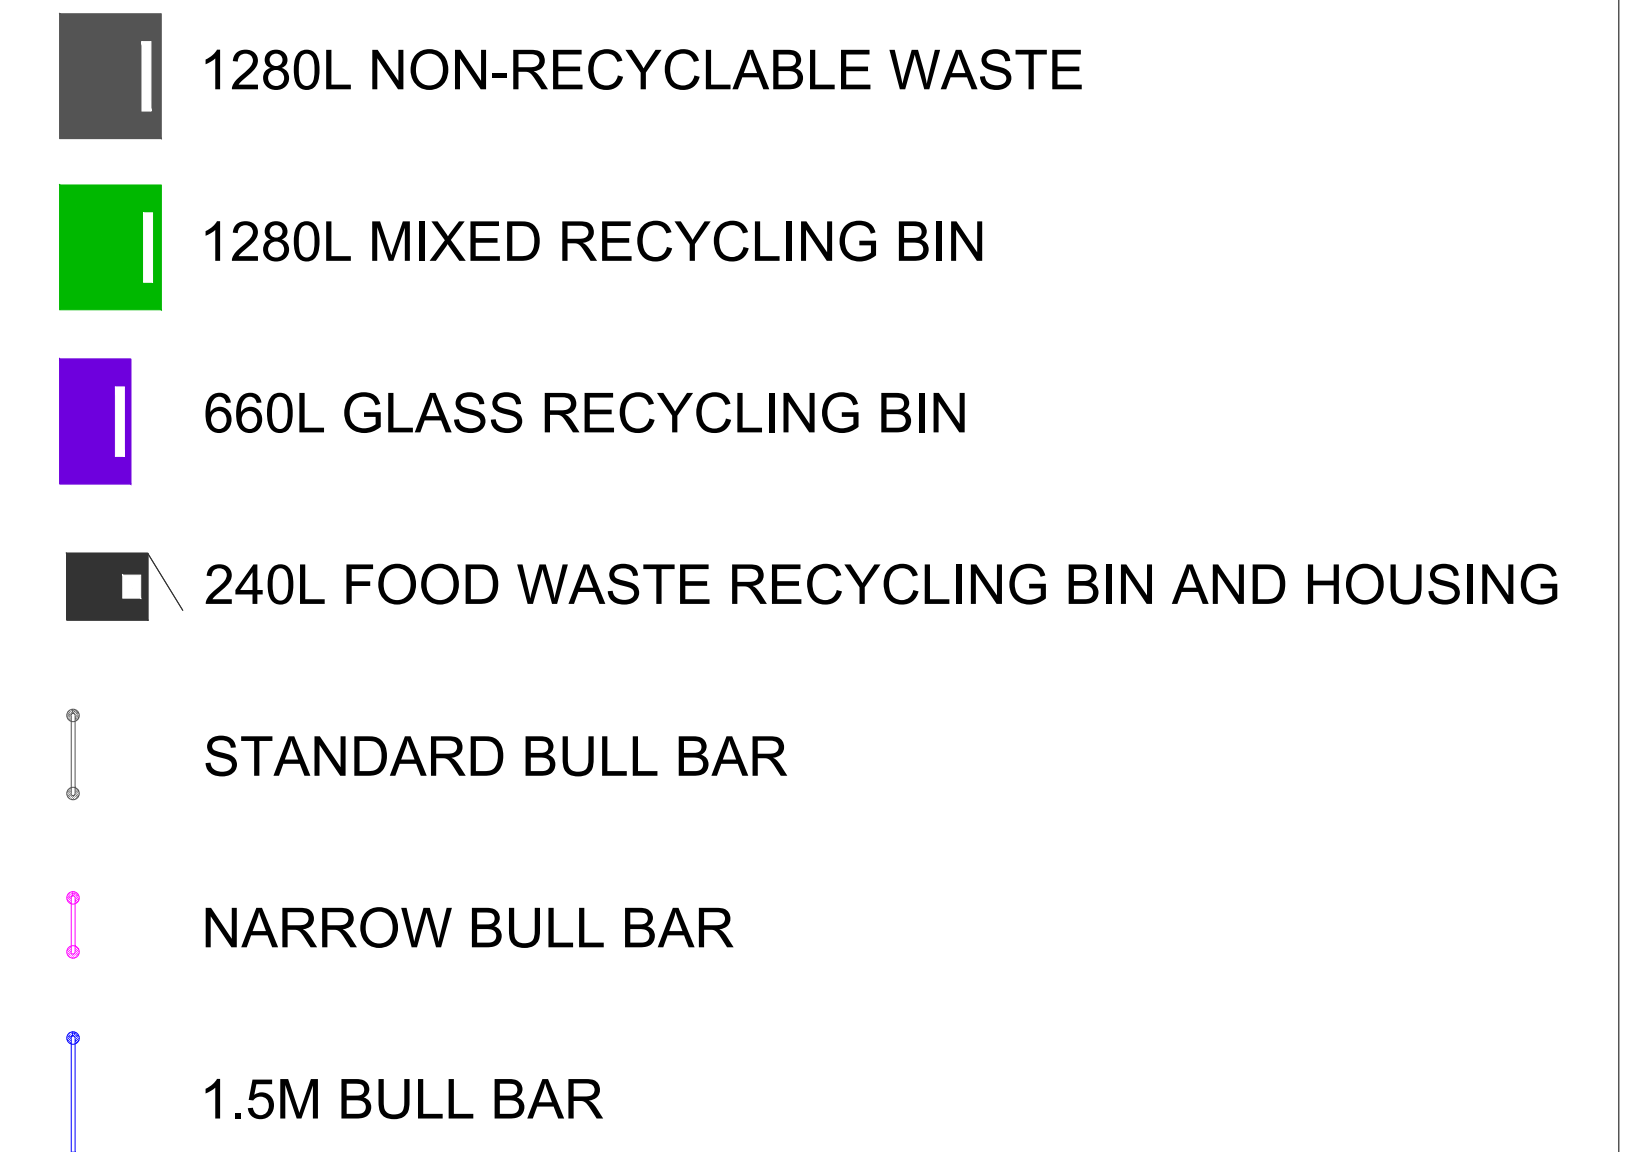 1280L NON-RECYCLABLE WASTE
1280L MIXED RECYCLING BIN
660L GLASS RECYCLING BIN
240L FOOD WASTE RECYCLING BIN AND HOUSING
STANDARD BULL BAR
NARROW BULL BAR
1.5M BULL BAR